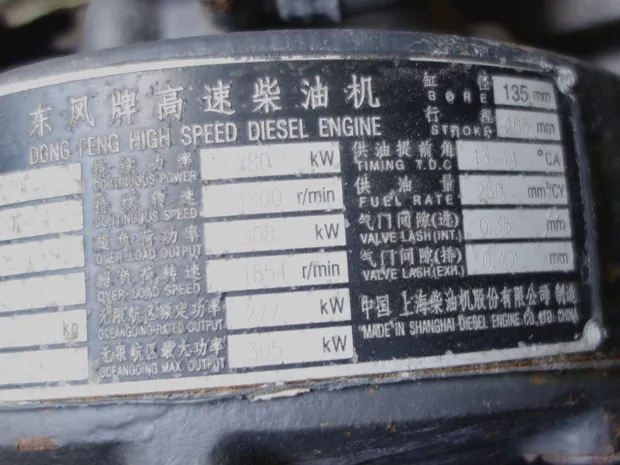 东风牌高速柴油机
DONG FENG HIGH SPEED DIESEL ENGINE
缸径 BORE 135 mm
行程 STROKE 165 mm
持续功率 CONTINUOUS POWER 280 kW
持续转速 CONTINUOUS SPEED 1800 r/min
超负荷功率 OVER-LOAD OUTPUT 308 kW
超负荷转速 OVER-LOAD SPEED 1854 r/min
无限航区额定功率 OCEANGOING RATED OUTPUT 277 kW
无限航区最大功率 OCEANGOING MAX. OUTPUT 305 kW
kg
供油提前角 TIMING T.D.C °CA
供油量 FUEL RATE mm³/CY
气门间隙(进) VALVE LASH(INT.) mm
气门间隙(排) VALVE LASH(EXH.) mm
中国 上海柴油机股份有限公司 制造
MADE IN SHANGHAI DIESEL ENGINE CO.,LTD. CHINA